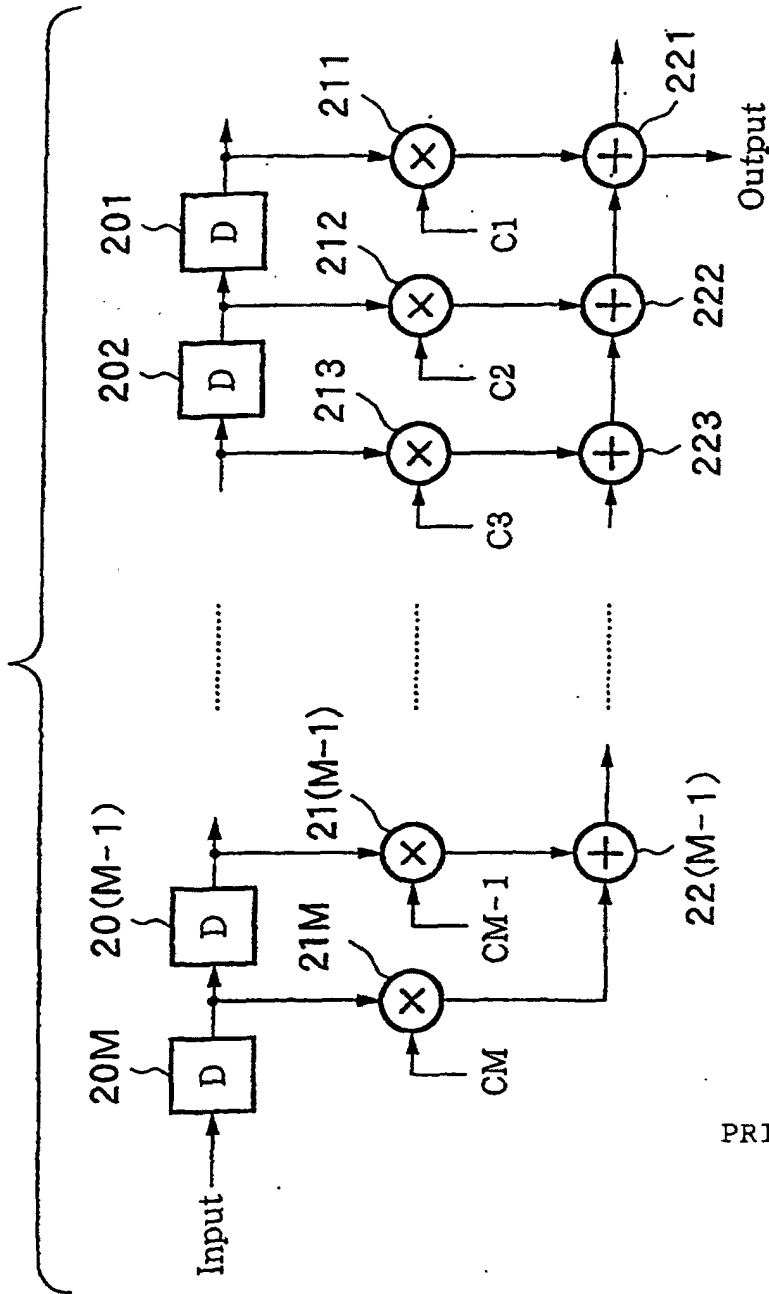 20M
20(M-1)
202
201
D
D
D
D
Input
21M
21(M-1)
213
212
211
CM
CM-1
C3
C2
C1
22(M-1)
223
222
221
Output
PRI